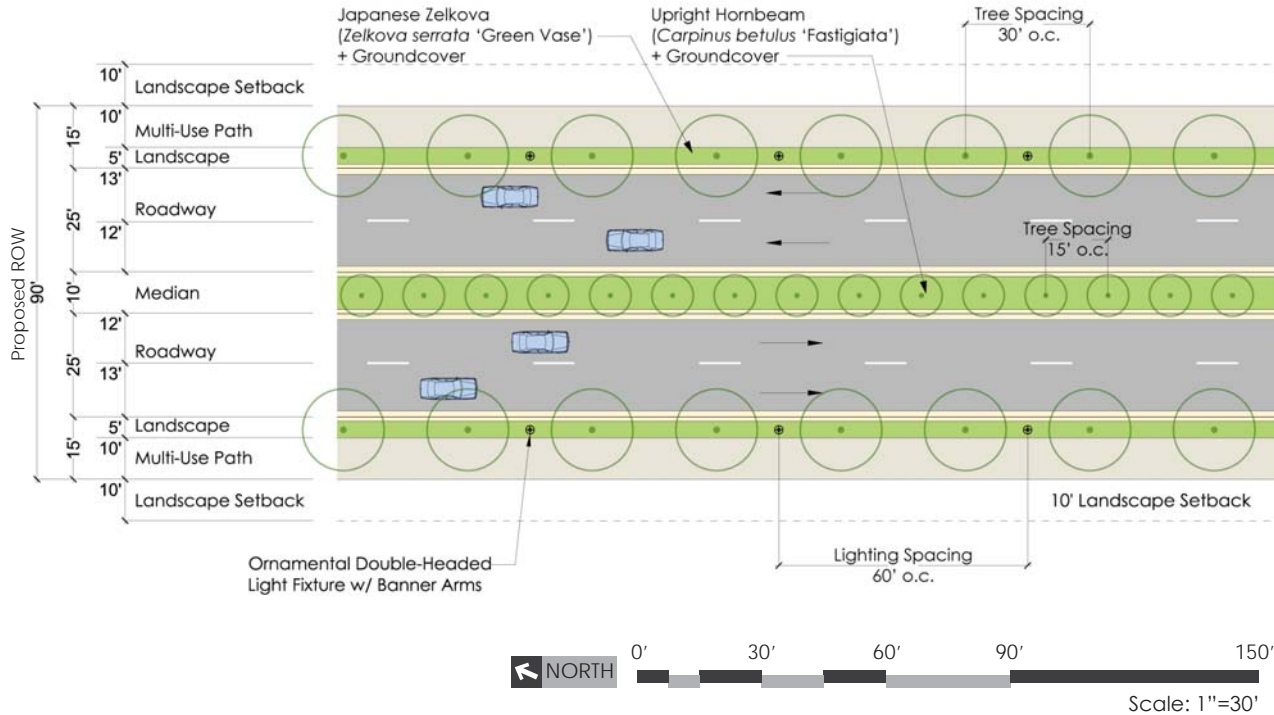 Japanese Zelkova
(Zelkova serrata ‘Green Vase’)
+ Groundcover
Upright Hornbeam
(Carpinus betulus ‘Fastigiata’)
+ Groundcover
Tree Spacing
30’ o.c.
10'
Landscape Setback
10'
Multi-Use Path
15'
5'
Landscape
13'
Roadway
25'
12'
Tree Spacing
15’ o.c.
Proposed ROW
90'
10'
Median
12'
Roadway
25'
13'
5'
Landscape
15'
10'
Multi-Use Path
10'
Landscape Setback
10' Landscape Setback
Ornamental Double-Headed
Light Fixture w/ Banner Arms
Lighting Spacing
60’ o.c.
NORTH
0’ 30’ 60’ 90’ 150’
Scale: 1”=30’